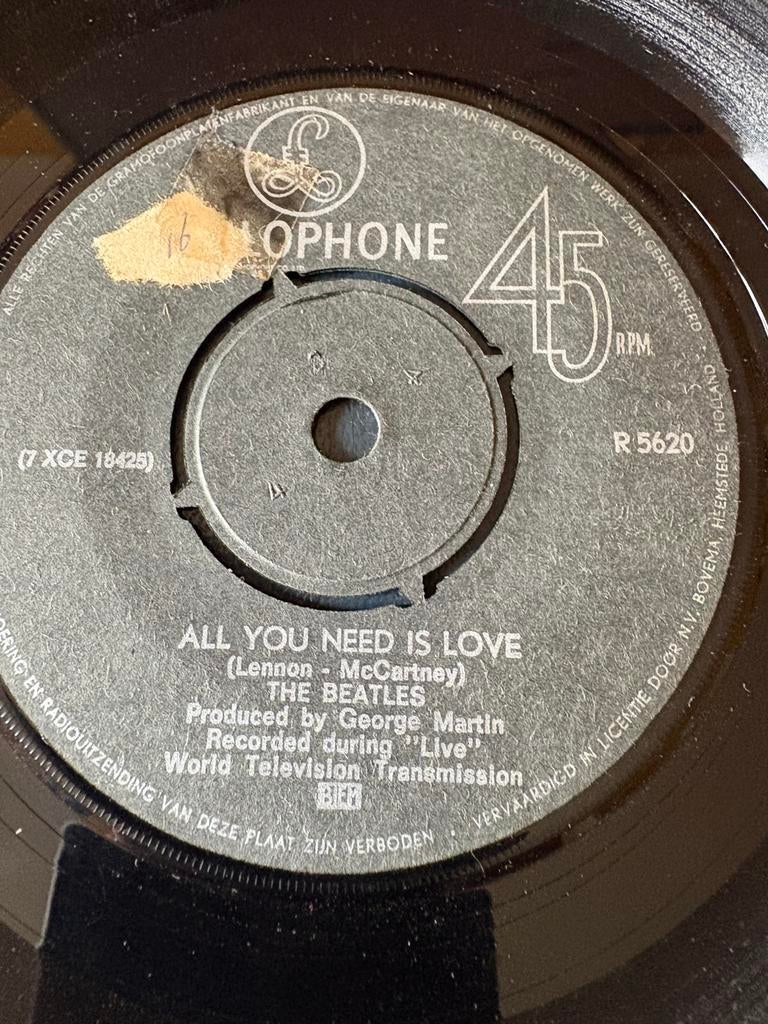 ALLE RECHTEN VAN DE GRAMOFOONPLATENFABRIKANT EN VAN DE EIGENAAR VAN HET OPGENOMEN WERK ZIJN GERESERVEERD
£
16
LOPHONE
45
RPM
(7 XCE 18425)
R 5620
ALL YOU NEED IS LOVE
(Lennon - McCartney)
THE BEATLES
Produced by George Martin
Recorded during "Live"
World Television Transmission
BIEM
EN RADIOUITZENDING VAN DEZE PLAAT ZIJN VERBODEN • VERVAARDIGD IN LICENTIE DOOR N.V. BOVEMA, HEEMSTEDE, HOLLAND